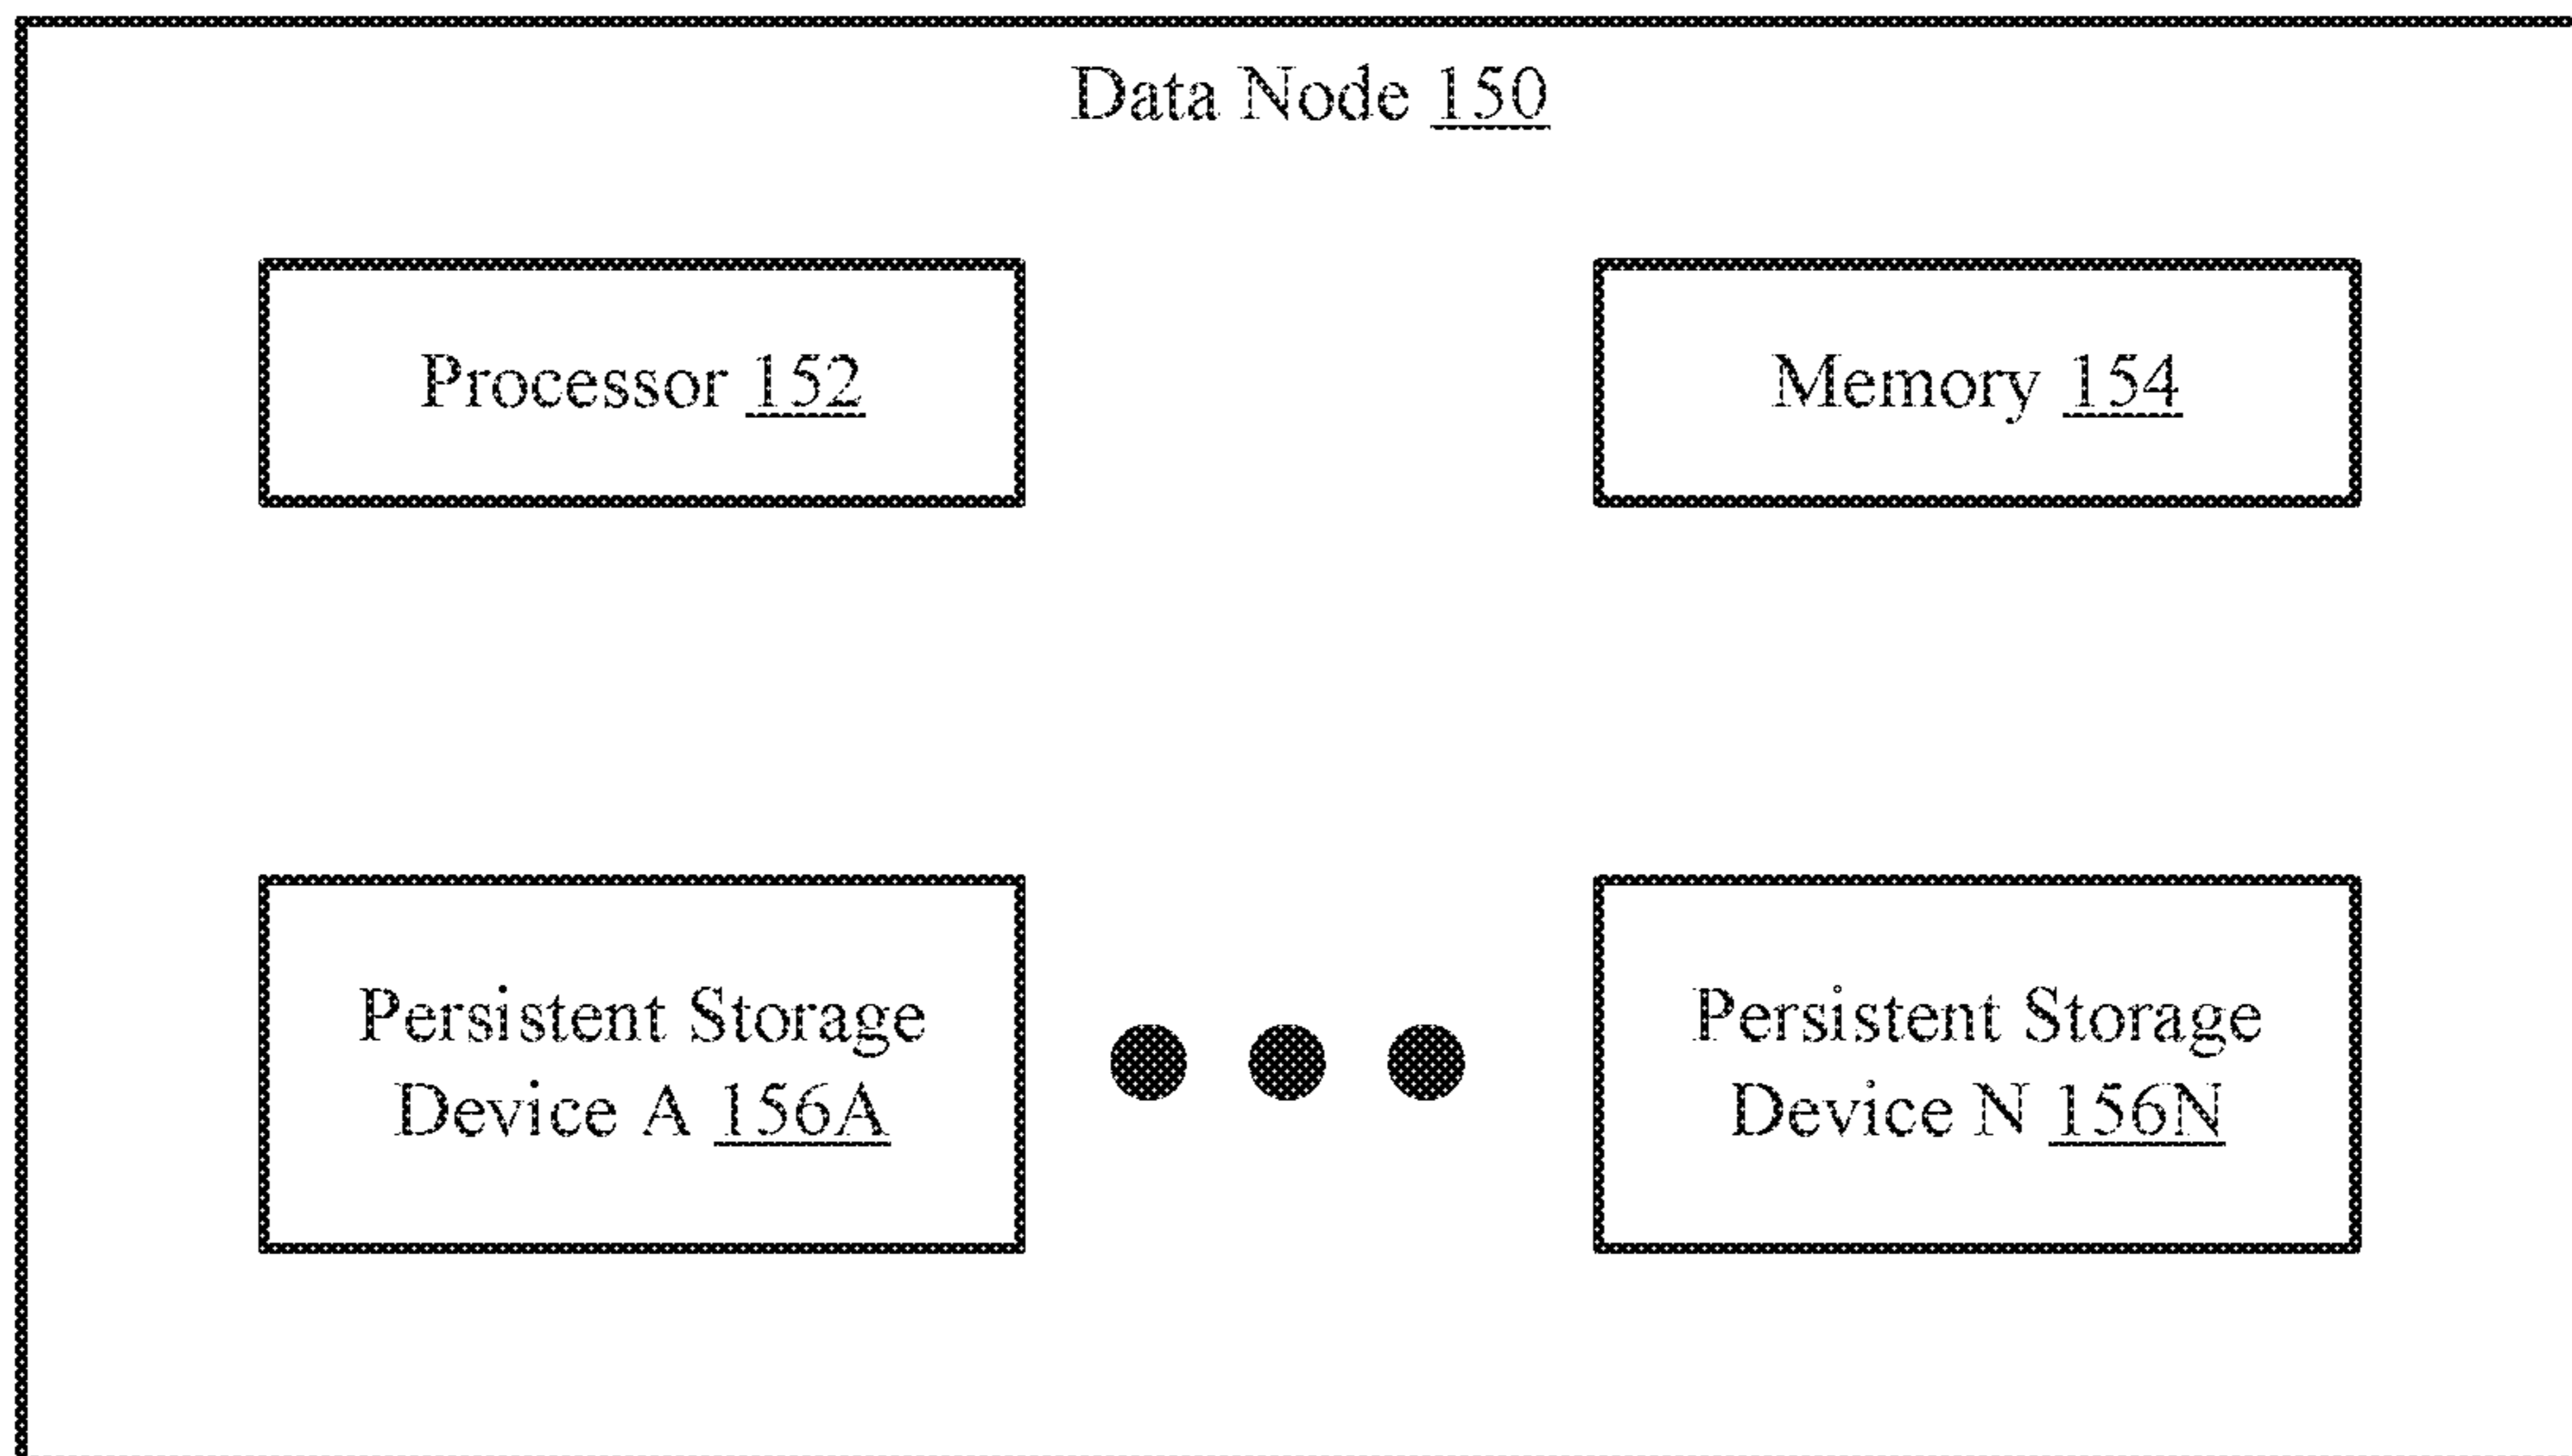 Data Node 150
Processor 152
Memory 154
Persistent Storage
Device A 156A
Persistent Storage
Device N 156N